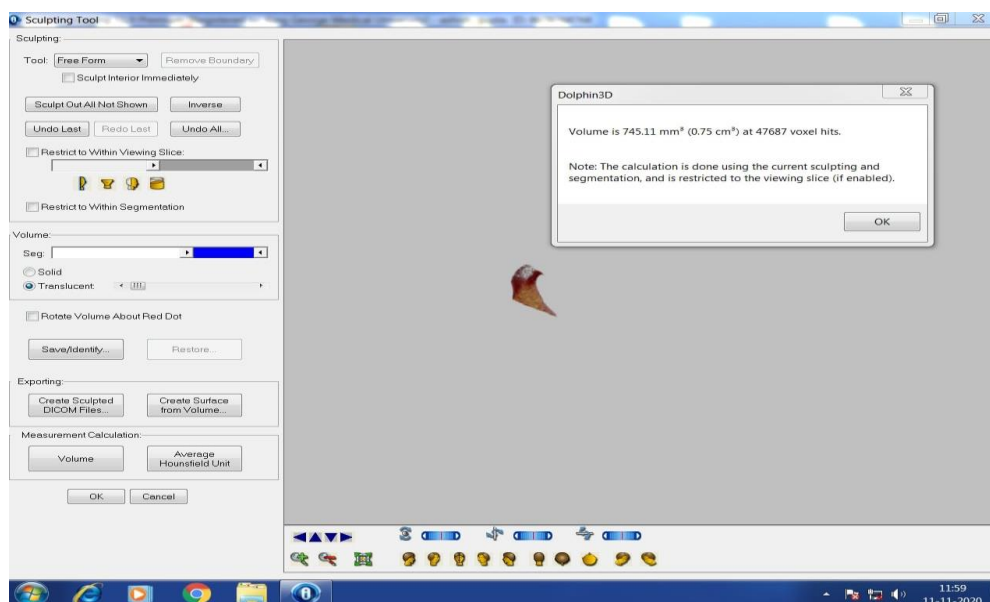 Sculpting Tool
Sculpting:
Tool: Free Form Remove Boundary
Sculpt Interior Immediately
Sculpt Out All Not Shown Inverse
Undo Last Redo Last Undo All...
Restrict to Within Viewing Slice:
Restrict to Within Segmentation
Volume:
Seg:
Solid
Translucent
Rotate Volume About Red Dot
Save/Identify... Restore...
Exporting:
Create Sculpted
DICOM Files...
Create Surface
from Volume...
Measurement Calculation:
Volume
Average
Hounsfield Unit
OK Cancel
Dolphin3D
Volume is 745.11 mm³ (0.75 cm³) at 47687 voxel hits.
Note: The calculation is done using the current sculpting and
segmentation, and is restricted to the viewing slice (if enabled).
OK
11:59
11-11-2020